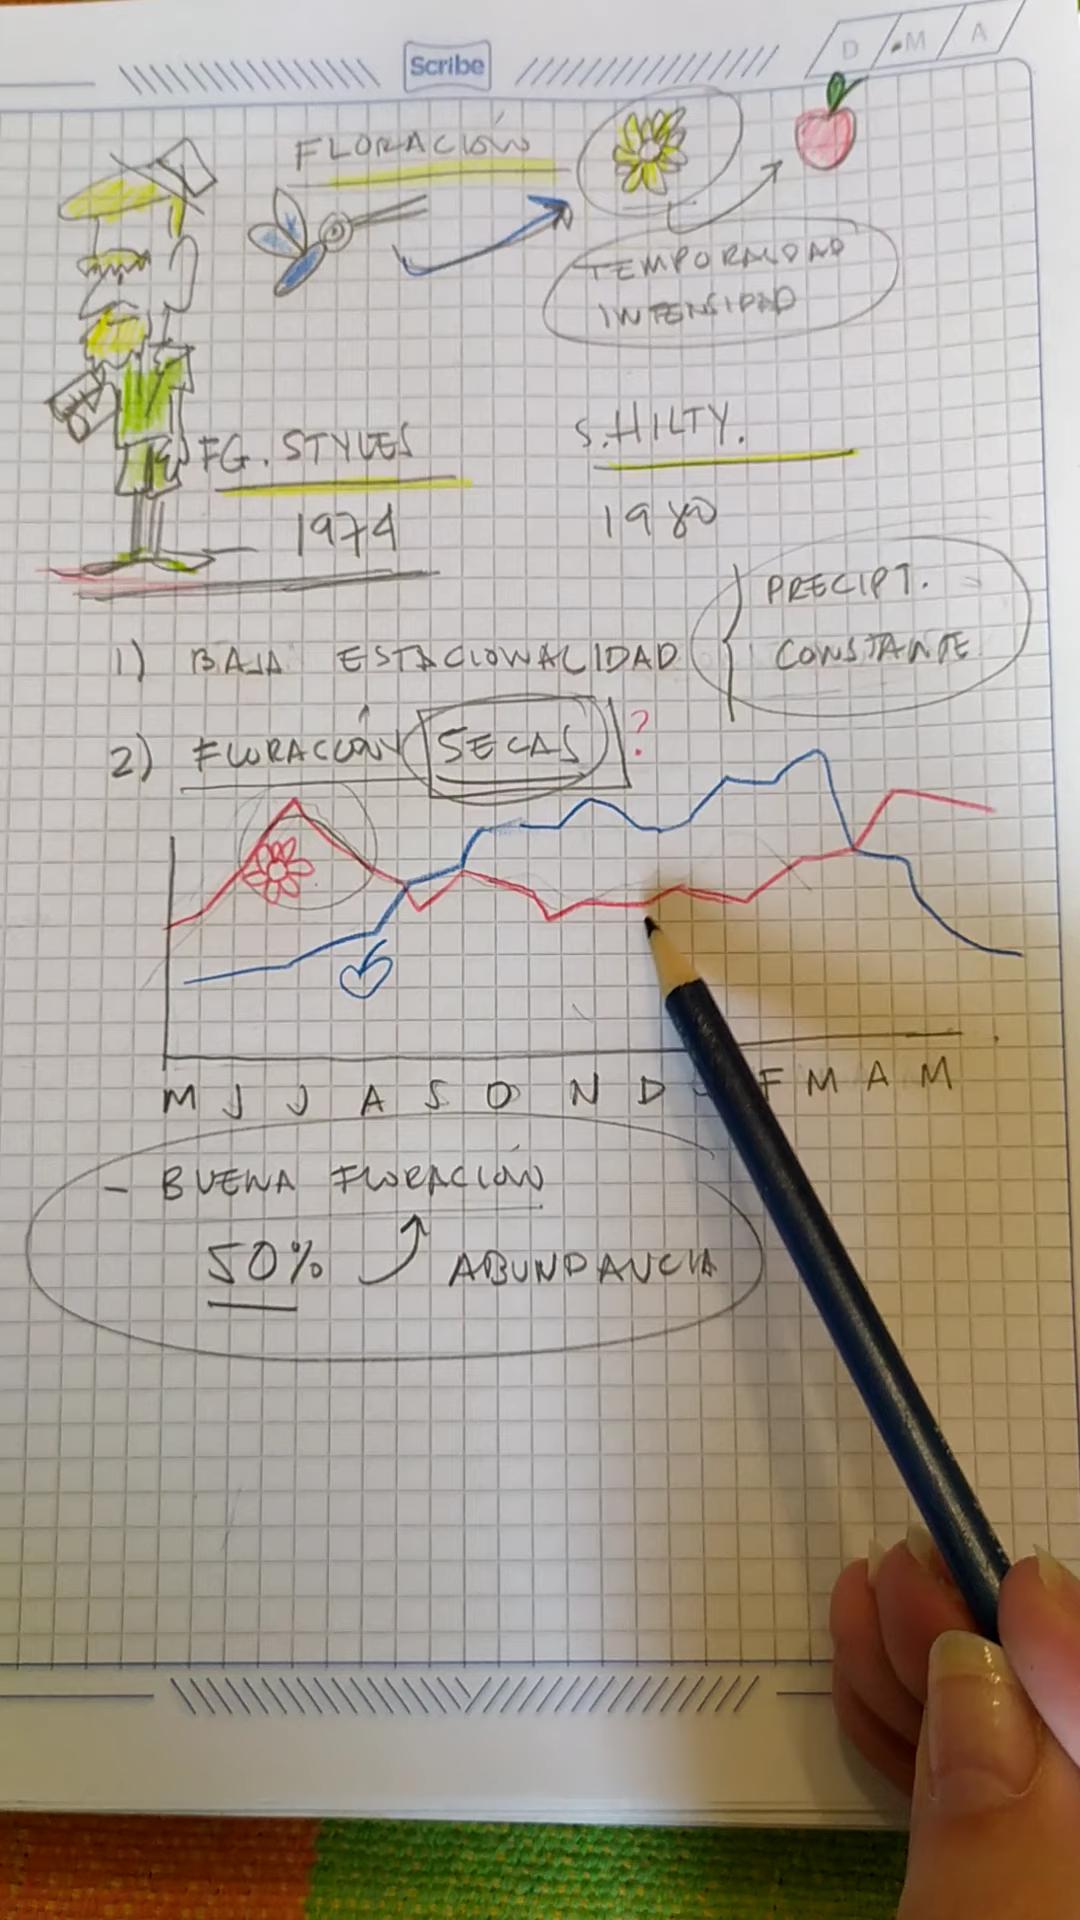 Scribe
D M A
FLORACIÓN
TEMPORALIDAD
INTENSIDAD
FG. STYLES
1974
S. HILTY.
1980
1) BAJA ESTACIONALIDAD
PRECIPT.
CONSTANTE
2) FLORACIÓN SECAS ?
M J J A S O N D F M A M
- BUENA FLORACIÓN
50% ABUNDANCIA